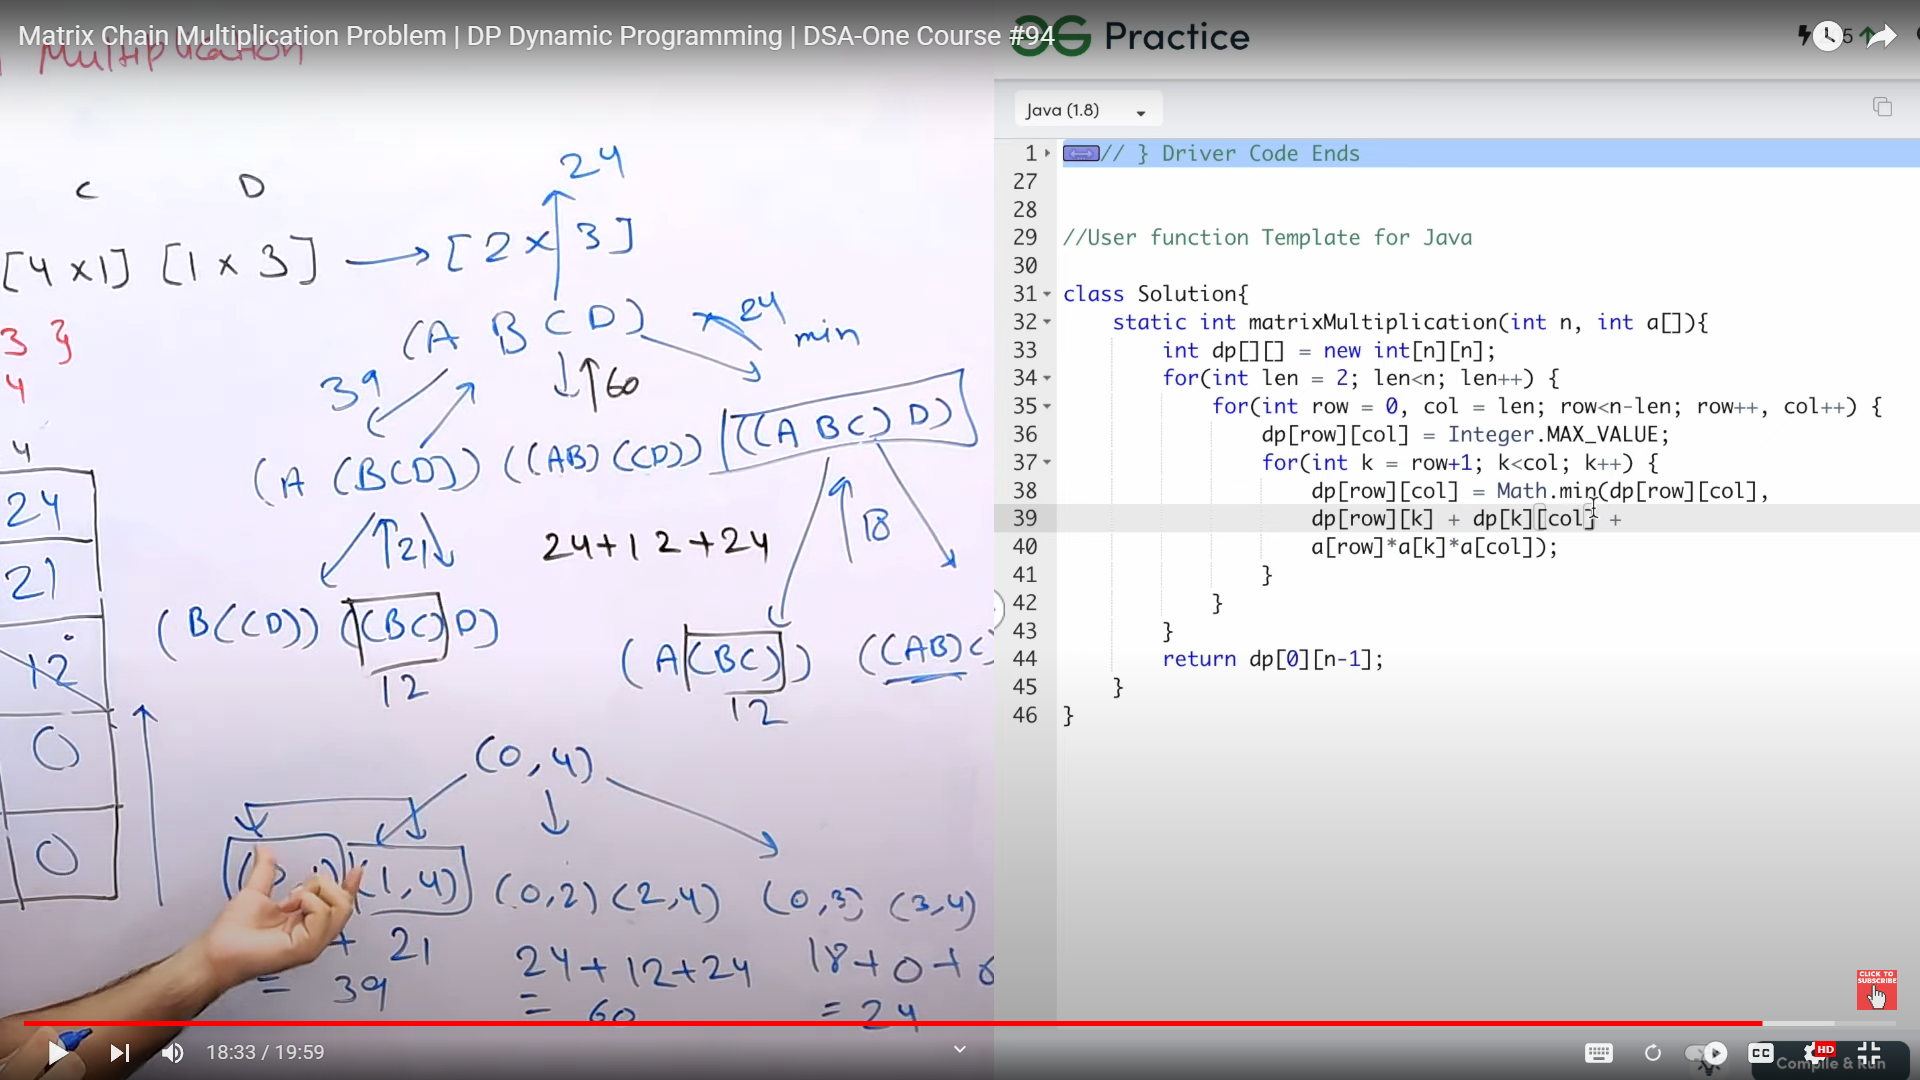 Matrix Chain Multiplication Problem | DP Dynamic Programming | DSA-One Course #94
Multiplication
C D
[4 x1] [1 x 3] [2 x 3]
24
3 }
4
(A B C D) 24 min
39 60
(A (BCD)) ((AB) (CD)) ((A BC) D)
4
24
21
12
0
0
21
24+12+24
18
(B(CD)) ((BC)D)
12
(A(BC)) ((AB)C)
12
(0,4)
(1,4) (0,2) (2,4) (0,3) (3,4)
+ 21
= 39
24+12+24
= 60
18+0+6
= 24
Practice
5
Java (1.8)
1 // } Driver Code Ends
27
28
29 //User function Template for Java
30
31 class Solution{
32 static int matrixMultiplication(int n, int a[]){
33 int dp[][] = new int[n][n];
34 for(int len = 2; len<n; len++) {
35 for(int row = 0, col = len; row<n-len; row++, col++) {
36 dp[row][col] = Integer.MAX_VALUE;
37 for(int k = row+1; k<col; k++) {
38 dp[row][col] = Math.min(dp[row][col],
39 dp[row][k] + dp[k][col] +
40 a[row]*a[k]*a[col]);
41 }
42 }
43 }
44 return dp[0][n-1];
45 }
46 }
CLICK TO
SUBSCRIBE
18:33 / 19:59
CC
HD
Compile & Run